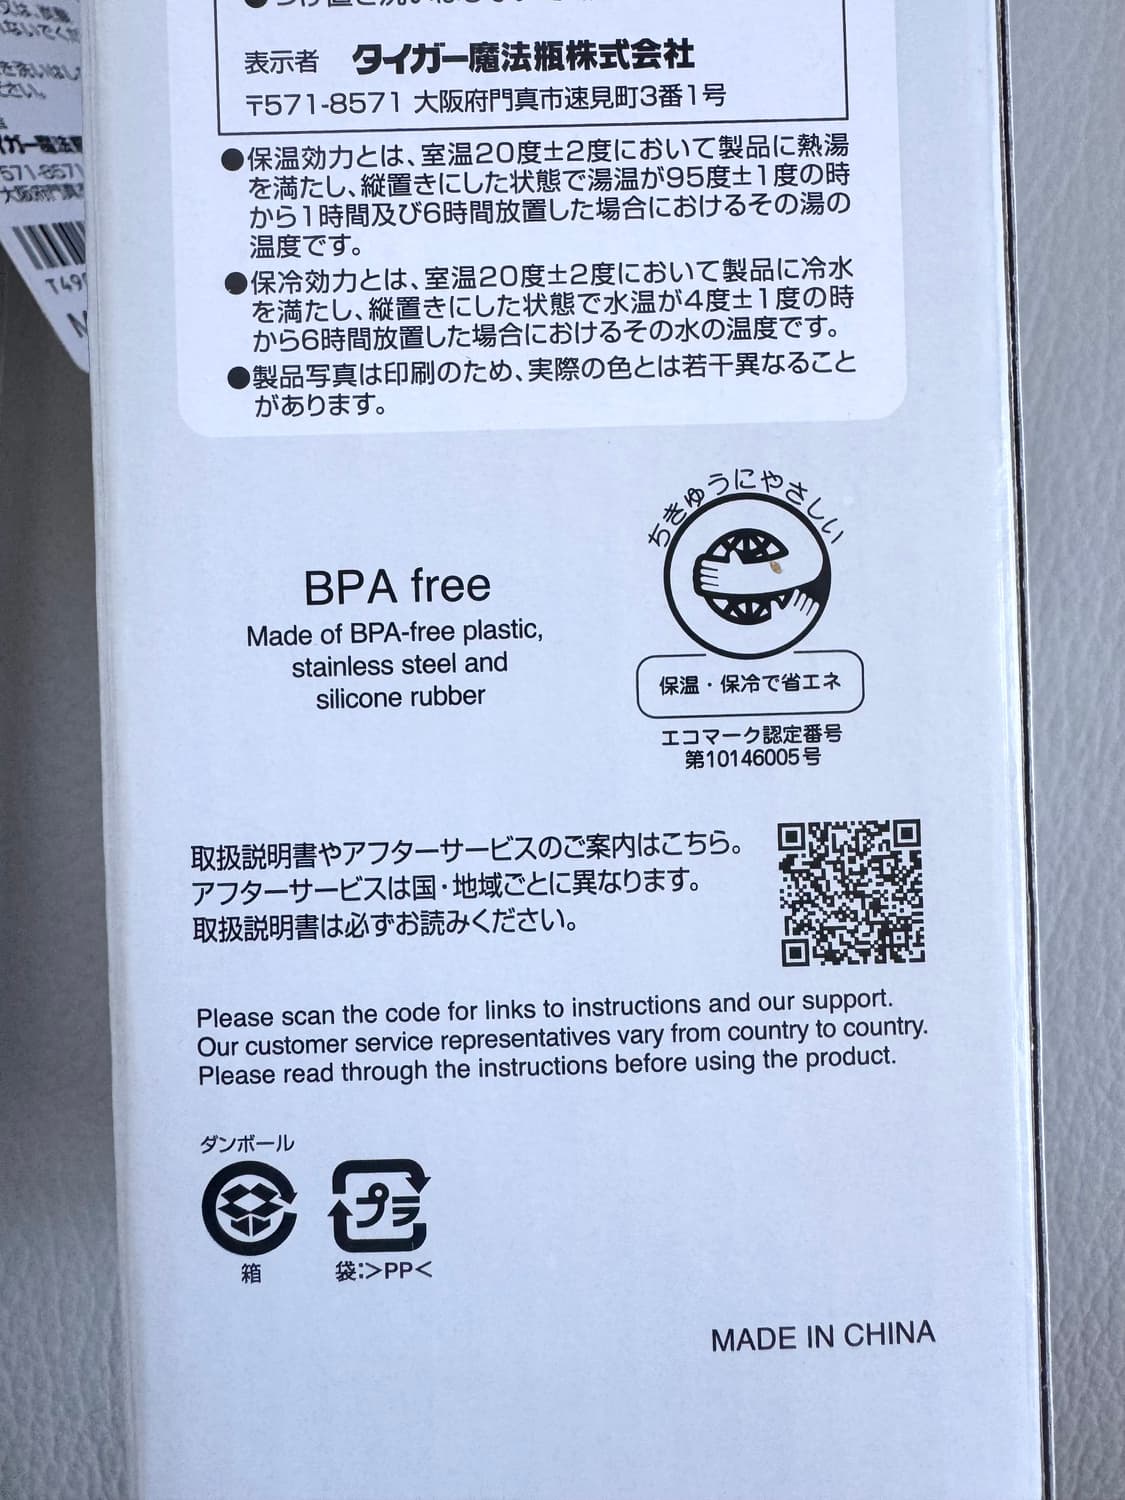 表示者 タイガー魔法瓶株式会社
〒571-8571 大阪府門真市速見町3番1号
●保温効力とは、室温20度±2度において製品に熱湯
を満たし、縦置きにした状態で湯温が95度±1度の時
から1時間及び6時間放置した場合におけるその湯の
温度です。
●保冷効力とは、室温20度±2度において製品に冷水
を満たし、縦置きにした状態で水温が4度±1度の時
から6時間放置した場合におけるその水の温度です。
●製品写真は印刷のため、実際の色とは若干異なること
があります。
ちきゅうにやさしい
BPA free
Made of BPA-free plastic,
stainless steel and
silicone rubber
保温・保冷で省エネ
エコマーク認定番号
第10146005号
取扱説明書やアフターサービスのご案内はこちら。
アフターサービスは国・地域ごとに異なります。
取扱説明書は必ずお読みください。
Please scan the code for links to instructions and our support.
Our customer service representatives vary from country to country.
Please read through the instructions before using the product.
ダンボール
箱
プラ
袋:>PP<
MADE IN CHINA